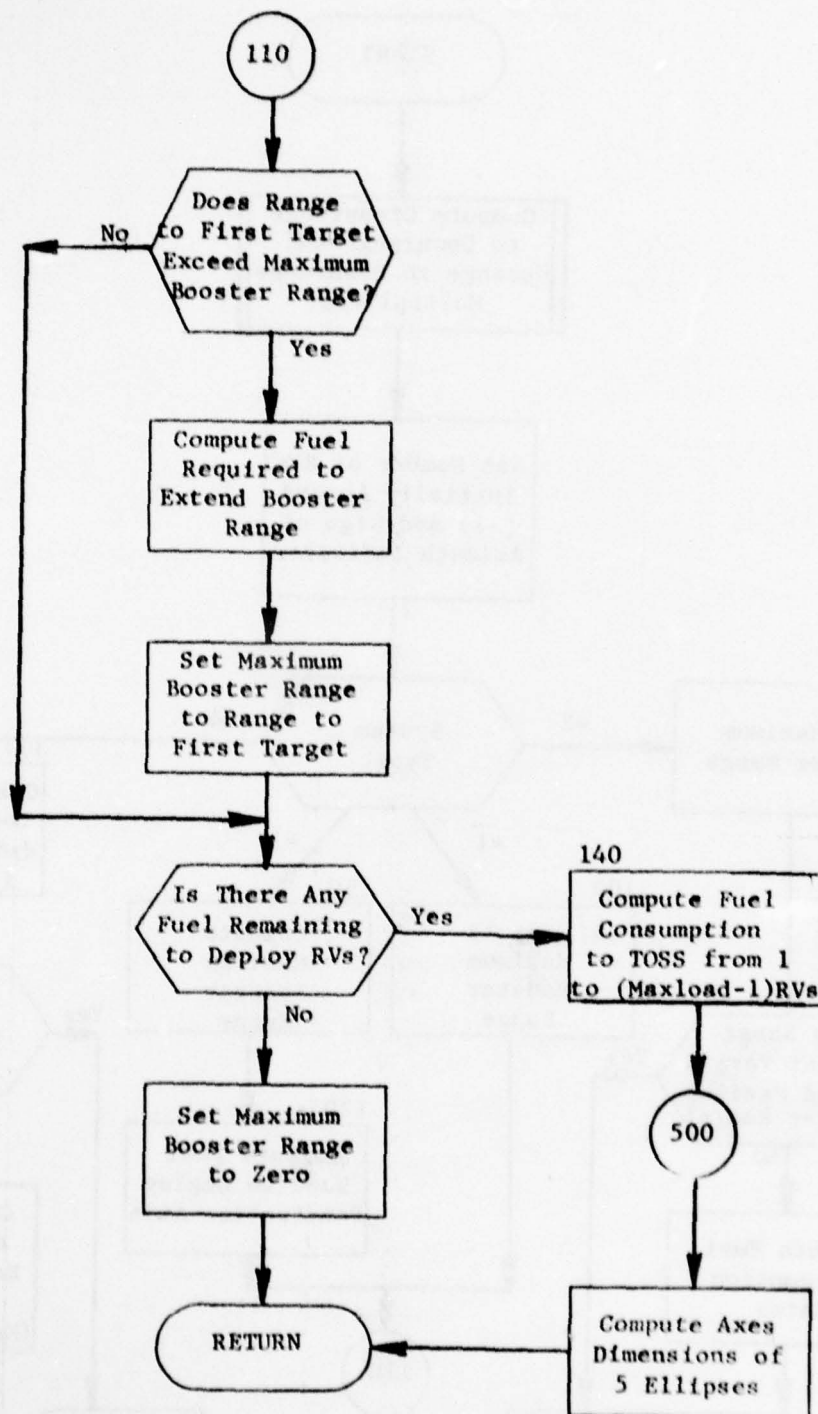 110
Does Range
to First Target
Exceed Maximum
Booster Range?
No
Yes
Compute Fuel
Required to
Extend Booster
Range
Set Maximum
Booster Range
to Range to
First Target
Is There Any
Fuel Remaining
to Deploy RVs?
Yes
No
140
Compute Fuel
Consumption
to TOSS from 1
to (Maxload-1)RVs
500
Set Maximum
Booster Range
to Zero
Compute Axes
Dimensions of
5 Ellipses
RETURN